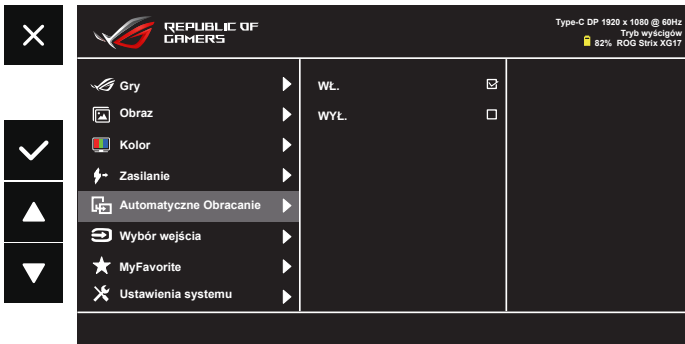 REPUBLIC OF
GAMERS
Type-C DP 1920 x 1080 @ 60Hz
Tryb wyścigów
82% ROG Strix XG17
Gry
Obraz
Kolor
Zasilanie
Automatyczne Obracanie
Wybór wejścia
MyFavorite
Ustawienia systemu
WŁ.
WYŁ.